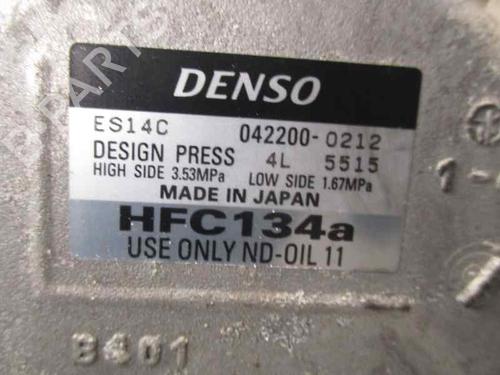 DENSO
ES14C 042200-0212
DESIGN PRESS 4L 5515
HIGH SIDE 3.53MPa LOW SIDE 1.67MPa
MADE IN JAPAN
HFC134a
USE ONLY ND-OIL 11
8401